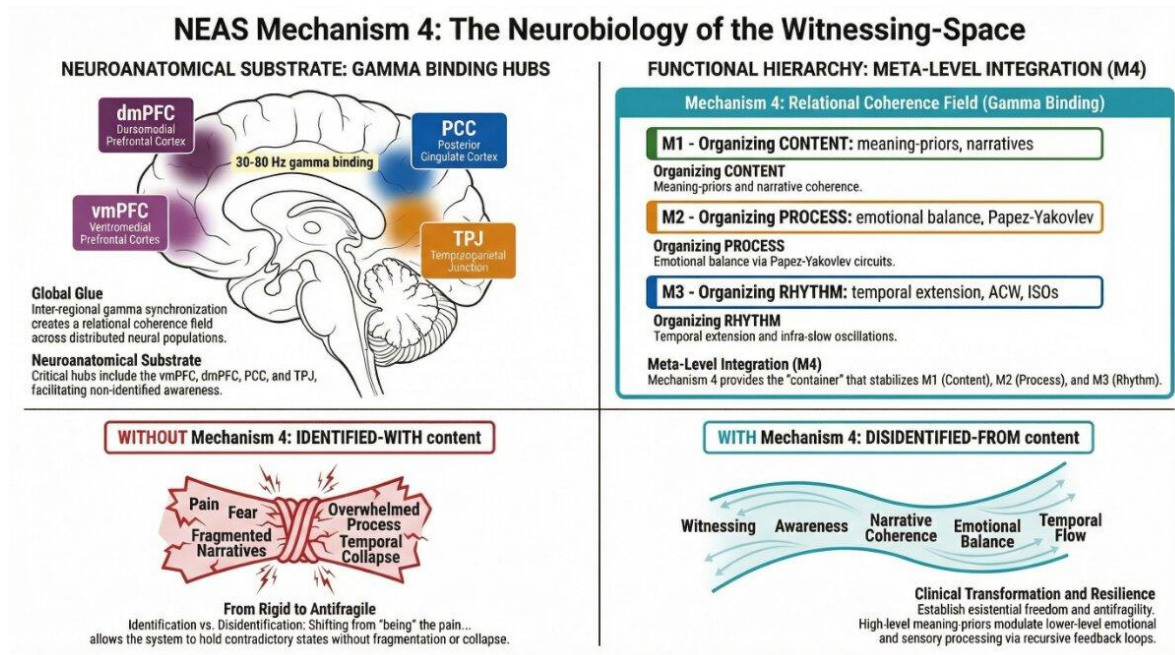 NEAS Mechanism 4: The Neurobiology of the Witnessing-Space
NEUROANATOMICAL SUBSTRATE: GAMMA BINDING HUBS
dmPFC
Dursomodial
Prefrontal Cortex
PCC
Posterior
Gingulate Cortex
30-80 Hz gamma binding
vmPFC
Ventromedial
Prefrontal Cortes
TPJ
Temprzoparietal
Junction
Global Glue
Inter-regional gamma synchronization
creates a relational coherence field
across distributed neural populations.
Neuroanatomical Substrate
Critical hubs include the vmPFC, dmPFC, PCC, and TPJ,
facilitating non-identified awareness.
FUNCTIONAL HIERARCHY: META-LEVEL INTEGRATION (M4)
Mechanism 4: Relational Coherence Field (Gamma Binding)
M1 - Organizing CONTENT: meaning-priors, narratives
Organizing CONTENT
Meaning-priors and narrative coherence.
M2 - Organizing PROCESS: emotional balance, Papez-Yakovlev
Organizing PROCESS
Emotional balance via Papez-Yakovlev circuits.
M3 - Organizing RHYTHM: temporal extension, ACW, ISOs
Organizing RHYTHM
Temporal extension and infra-slow oscillations.
Meta-Level Integration (M4)
Mechanism 4 provides the "container" that stabilizes M1 (Content), M2 (Process), and M3 (Rhythm).
WITHOUT Mechanism 4: IDENTIFIED-WITH content
Pain
Fear
Fragmented
Narratives
Overwhelmed
Process
Temporal
Collapse
From Rigid to Antifragile
Identification vs. Disidentification: Shifting from "being" the pain...
allows the system to hold contradictory states without fragmentation or collapse.
WITH Mechanism 4: DISIDENTIFIED-FROM content
Witnessing
Awareness
Narrative
Coherence
Emotional
Balance
Temporal
Flow
Clinical Transformation and Resilience
Establish esistential freedom and antifragility.
High-level meaning-priors modulate lower-level emotional
and sensory processing via recursive feedback loops.